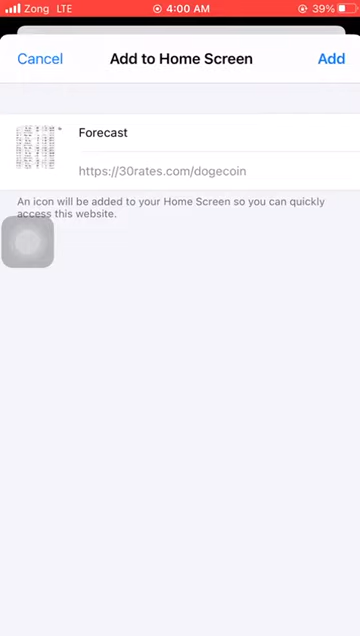 Zong LTE 4:00 AM 39%
Cancel Add to Home Screen Add
Forecast
https://30rates.com/dogecoin
An icon will be added to your Home Screen so you can quickly
access this website.